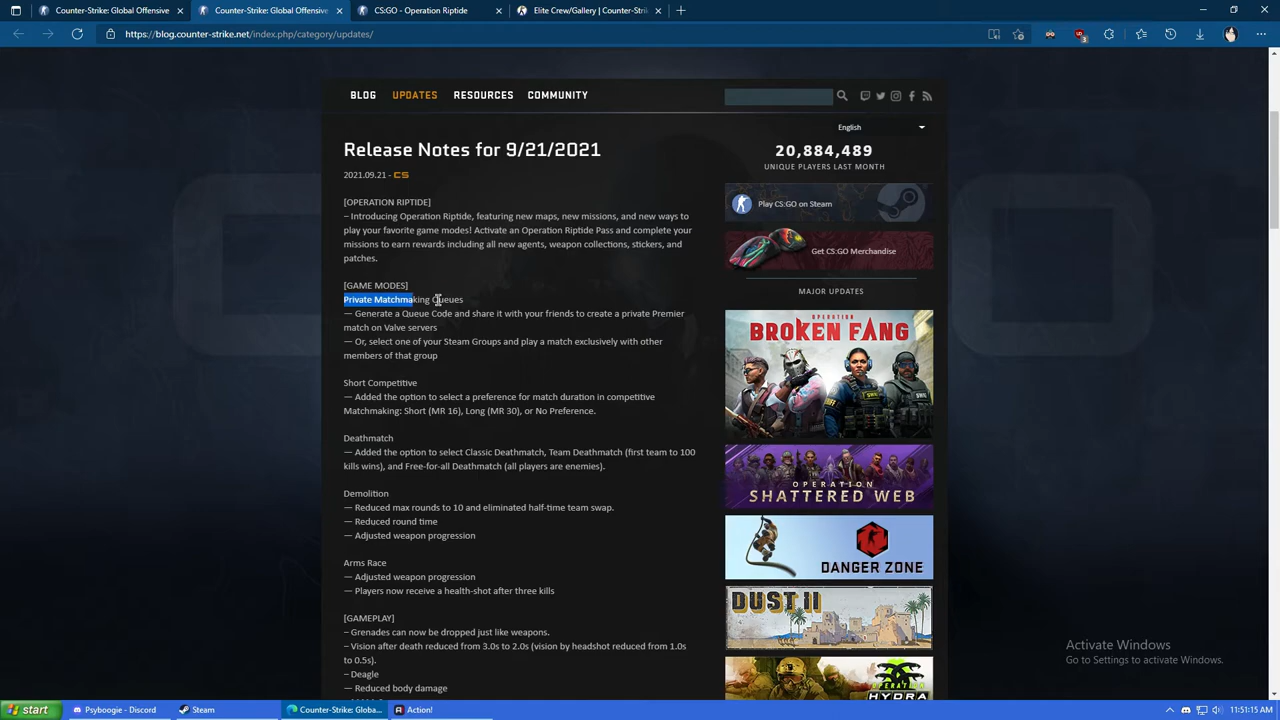 Counter-Strike: Global Offensive
Counter-Strike: Global Offensive
CS:GO - Operation Riptide
Elite Crew/Gallery | Counter-Strike
https://blog.counter-strike.net/index.php/category/updates/
3
BLOG UPDATES RESOURCES COMMUNITY
English
Release Notes for 9/21/2021
2021.09.21 - CS
20,884,489
UNIQUE PLAYERS LAST MONTH
[OPERATION RIPTIDE]
– Introducing Operation Riptide, featuring new maps, new missions, and new ways to
play your favorite game modes! Activate an Operation Riptide Pass and complete your
missions to earn rewards including all new agents, weapon collections, stickers, and
patches.
Play CS:GO on Steam
Get CS:GO Merchandise
MAJOR UPDATES
[GAME MODES]
Private Matchmaking Queues
— Generate a Queue Code and share it with your friends to create a private Premier
match on Valve servers
— Or, select one of your Steam Groups and play a match exclusively with other
members of that group
Short Competitive
— Added the option to select a preference for match duration in competitive
Matchmaking: Short (MR 16), Long (MR 30), or No Preference.
Deathmatch
— Added the option to select Classic Deathmatch, Team Deathmatch (first team to 100
kills wins), and Free-for-all Deathmatch (all players are enemies).
Demolition
— Reduced max rounds to 10 and eliminated half-time team swap.
— Reduced round time
— Adjusted weapon progression
Arms Race
— Adjusted weapon progression
— Players now receive a health-shot after three kills
[GAMEPLAY]
– Grenades can now be dropped just like weapons.
– Vision after death reduced from 3.0s to 2.0s (vision by headshot reduced from 1.0s
to 0.5s).
– Deagle
— Reduced body damage
OPERATION
BROKEN FANG
OPERATION
SHATTERED WEB
DANGER ZONE
DUST II
OPERATION
HYDRA
Activate Windows
Go to Settings to activate Windows.
start
Psyboogie - Discord
Steam
Counter-Strike: Globa...
Action!
11:51:15 AM